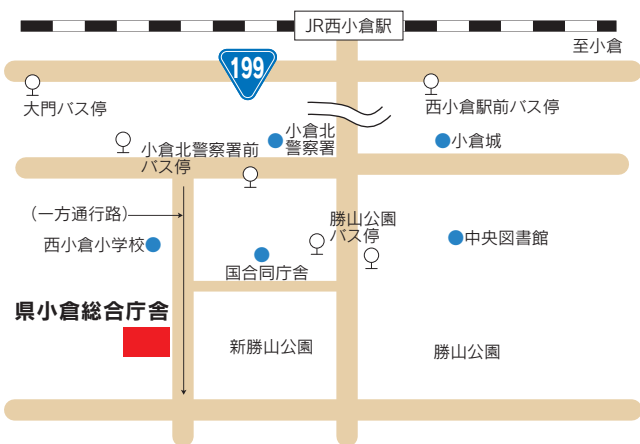 JR西小倉駅
至小倉
199
大門バス停
西小倉駅前バス停
小倉北
警察署
小倉城
小倉北警察署前
バス停
(一方通行路)
勝山公園
バス停
西小倉小学校
中央図書館
国合同庁舎
県小倉総合庁舎
新勝山公園
勝山公園